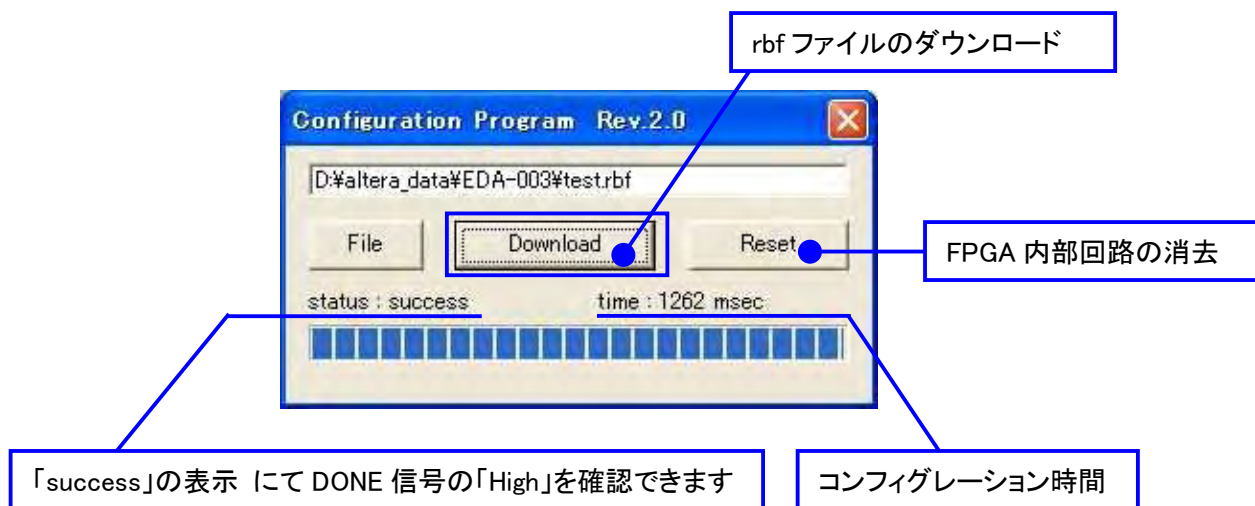 rbf ファイルのダウンロード
Configuration Program Rev.2.0
D:¥altera_data¥EDA-003¥test.rbf
File
Download
Reset
FPGA 内部回路の消去
status : success
time : 1262 msec
「success」の表示 にて DONE 信号の「High」を確認できます
コンフィグレーション時間